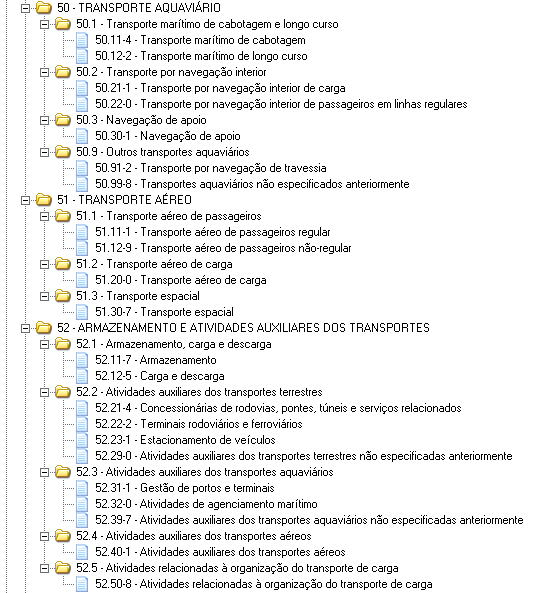 50 - TRANSPORTE AQUAVIÁRIO
50.1 - Transporte marítimo de cabotagem e longo curso
50.11-4 - Transporte marítimo de cabotagem
50.12-2 - Transporte marítimo de longo curso
50.2 - Transporte por navegação interior
50.21-1 - Transporte por navegação interior de carga
50.22-0 - Transporte por navegação interior de passageiros em linhas regulares
50.3 - Navegação de apoio
50.30-1 - Navegação de apoio
50.9 - Outros transportes aquaviários
50.91-2 - Transporte por navegação de travessia
50.99-8 - Transportes aquaviários não especificados anteriormente
51 - TRANSPORTE AÉREO
51.1 - Transporte aéreo de passageiros
51.11-1 - Transporte aéreo de passageiros regular
51.12-9 - Transporte aéreo de passageiros não-regular
51.2 - Transporte aéreo de carga
51.20-0 - Transporte aéreo de carga
51.3 - Transporte espacial
51.30-7 - Transporte espacial
52 - ARMAZENAMENTO E ATIVIDADES AUXILIARES DOS TRANSPORTES
52.1 - Armazenamento, carga e descarga
52.11-7 - Armazenamento
52.12-5 - Carga e descarga
52.2 - Atividades auxiliares dos transportes terrestres
52.21-4 - Concessionárias de rodovias, pontes, túneis e serviços relacionados
52.22-2 - Terminais rodoviários e ferroviários
52.23-1 - Estacionamento de veículos
52.29-0 - Atividades auxiliares dos transportes terrestres não especificadas anteriormente
52.3 - Atividades auxiliares dos transportes aquaviários
52.31-1 - Gestão de portos e terminais
52.32-0 - Atividades de agenciamento marítimo
52.39-7 - Atividades auxiliares dos transportes aquaviários não especificadas anteriormente
52.4 - Atividades auxiliares dos transportes aéreos
52.40-1 - Atividades auxiliares dos transportes aéreos
52.5 - Atividades relacionadas à organização do transporte de carga
52.50-8 - Atividades relacionadas à organização do transporte de carga